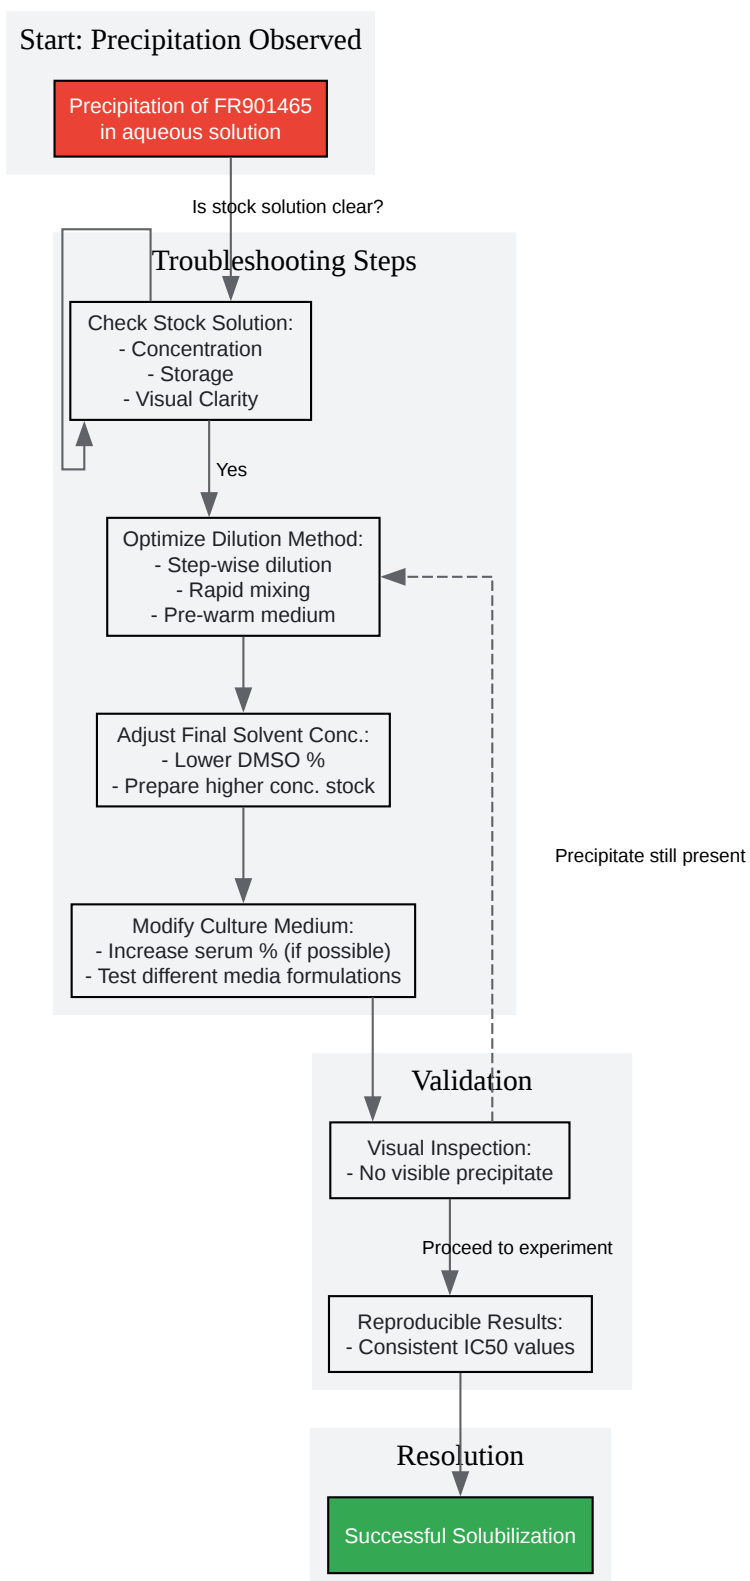 Start: Precipitation Observed
Precipitation of FR901465
in aqueous solution
Is stock solution clear?
Troubleshooting Steps
Check Stock Solution:
- Concentration
- Storage
- Visual Clarity
Yes
Optimize Dilution Method:
- Step-wise dilution
- Rapid mixing
- Pre-warm medium
Adjust Final Solvent Conc.:
- Lower DMSO %
- Prepare higher conc. stock
Precipitate still present
Modify Culture Medium:
- Increase serum % (if possible)
- Test different media formulations
Validation
Visual Inspection:
- No visible precipitate
Proceed to experiment
Reproducible Results:
- Consistent IC50 values
Resolution
Successful Solubilization